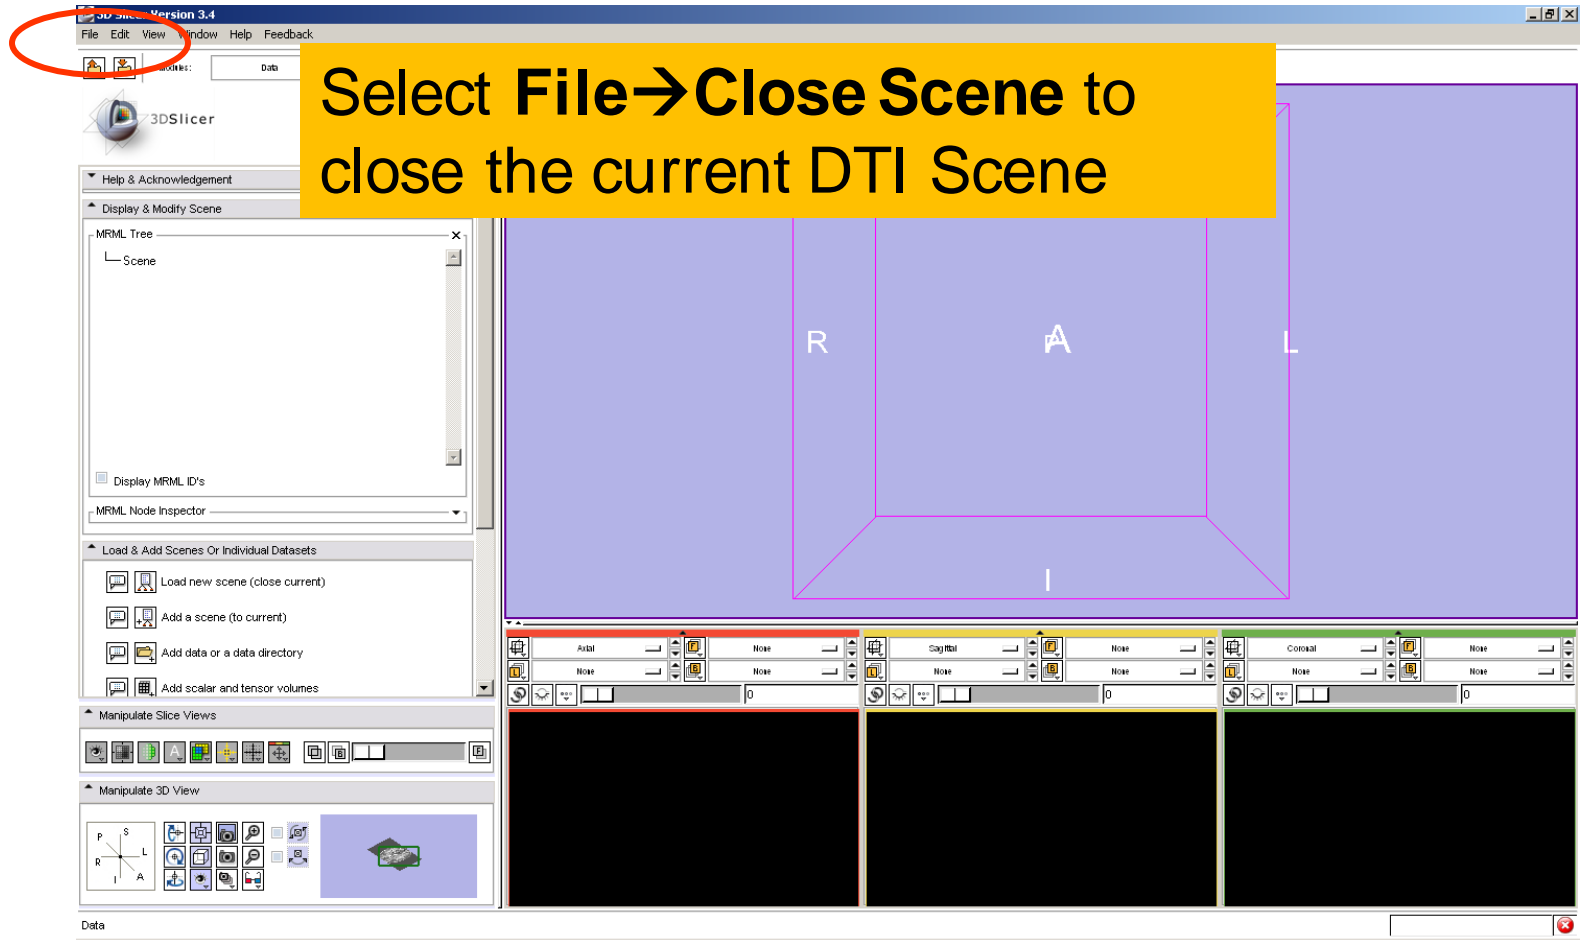 3D Slicer Version 3.4
File Edit View Window Help Feedback
Modules: Data
Select File→Close Scene to
close the current DTI Scene
3DSlicer
Help & Acknowledgement
Display & Modify Scene
MRML Tree
Scene
Display MRML ID's
MRML Node Inspector
Load & Add Scenes Or Individual Datasets
Load new scene (close current)
Add a scene (to current)
Add data or a data directory
Add scalar and tensor volumes
Manipulate Slice Views
Manipulate 3D View
P S
R L
I A
R A P L
I
Axial None
None None
0
Sagittal None
None None
0
Coronal None
None None
0
Data